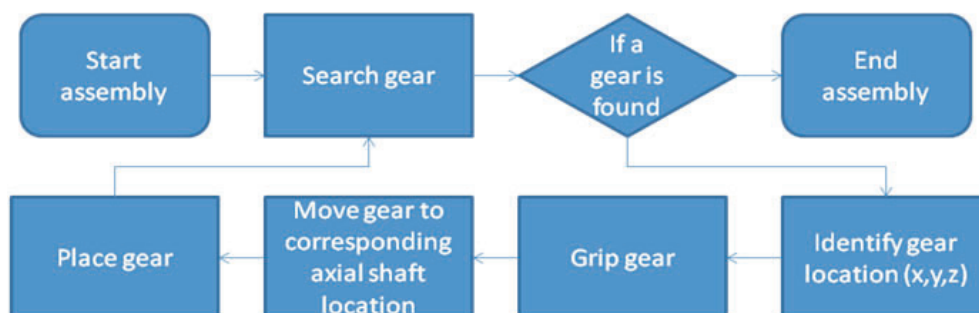 Start
assembly
Search gear
If a
gear is
found
End
assembly
Place gear
Move gear to
corresponding
axial shaft
location
Grip gear
Identify gear
location (x,y,z)